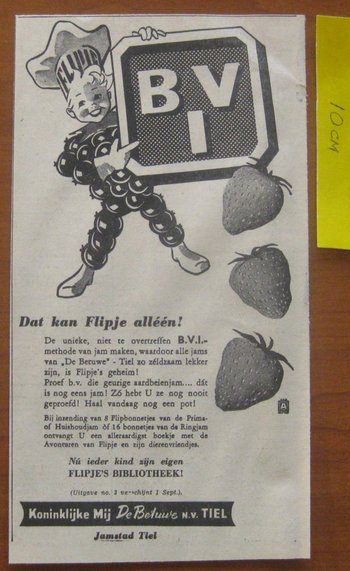 FLIPJE
B V
I
10 CM
Dat kan Flipje alléén!
De unieke, niet te overtreffen B.V.I.-
methode van jam maken, waardoor alle jams
van „De Betuwe" - Tiel zo zéldzaam lekker
zijn, is Flipje's geheim!
Proef b.v. die geurige aardbeienjam.... dát
is nog eens jam! Zó hebt U ze nog nooit
geproefd! Haal vandaag nog een pot!
Bij inzending van 8 Flipbonnetjes van de Prima-
of Huishoudjam óf 16 bonnetjes van de Ringjam
ontvangt U een alleraardigst boekje met de
Avonturen van Flipje en zijn dierenvriendjes.
Nú ieder kind zijn eigen
FLIPJE'S BIBLIOTHEEK!
(Uitgave no. 3 verschijnt 1 Sept.).
A
Koninklijke Mij De Betuwe N.V. TIEL
Jamstad Tiel